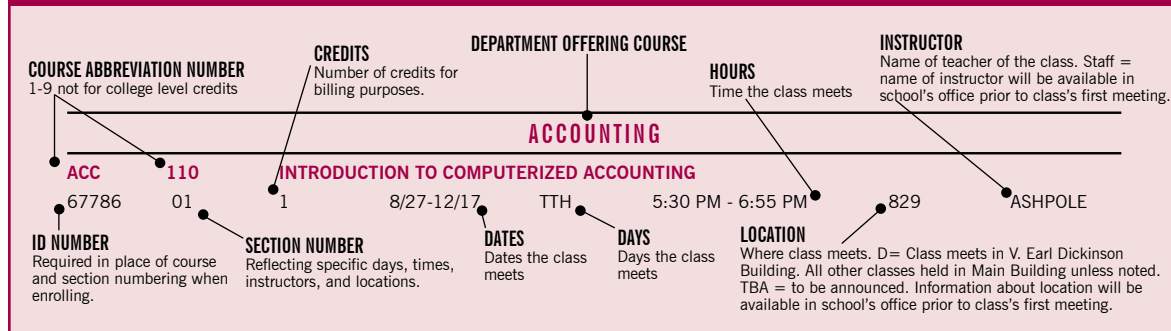 DEPARTMENT OFFERING COURSE
INSTRUCTOR
Name of teacher of the class. Staff =
name of instructor will be available in
school's office prior to class's first meeting.
CREDITS
Number of credits for
billing purposes.
COURSE ABBREVIATION NUMBER
1-9 not for college level credits
HOURS
Time the class meets
ACCOUNTING
ACC 110 INTRODUCTION TO COMPUTERIZED ACCOUNTING
67786 01 1 8/27-12/17 TTH 5:30 PM - 6:55 PM 829 ASHPOLE
ID NUMBER
Required in place of course
and section numbering when
enrolling.
SECTION NUMBER
Reflecting specific days, times,
instructors, and locations.
DATES
Dates the class
meets
DAYS
Days the class
meets
LOCATION
Where class meets. D= Class meets in V. Earl Dickinson
Building. All other classes held in Main Building unless noted.
TBA = to be announced. Information about location will be
available in school's office prior to class's first meeting.